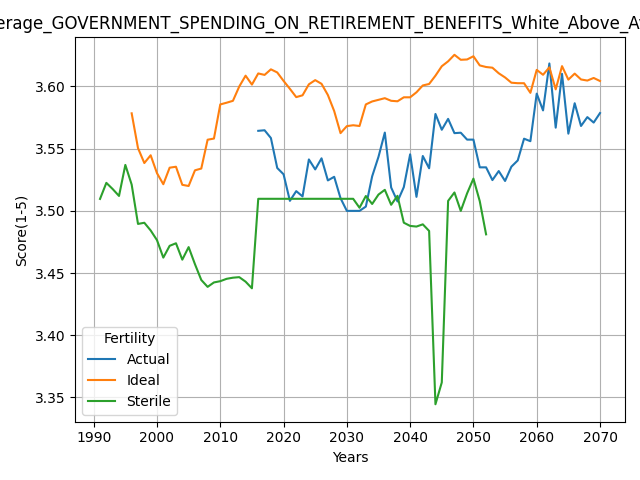 erage_GOVERNMENT_SPENDING_ON_RETIREMENT_BENEFITS_White_Above_A
3.60
3.55
3.50
3.45
3.40
3.35
Score(1-5)
Fertility
Actual
Ideal
Sterile
1990 2000 2010 2020 2030 2040 2050 2060 2070
Years